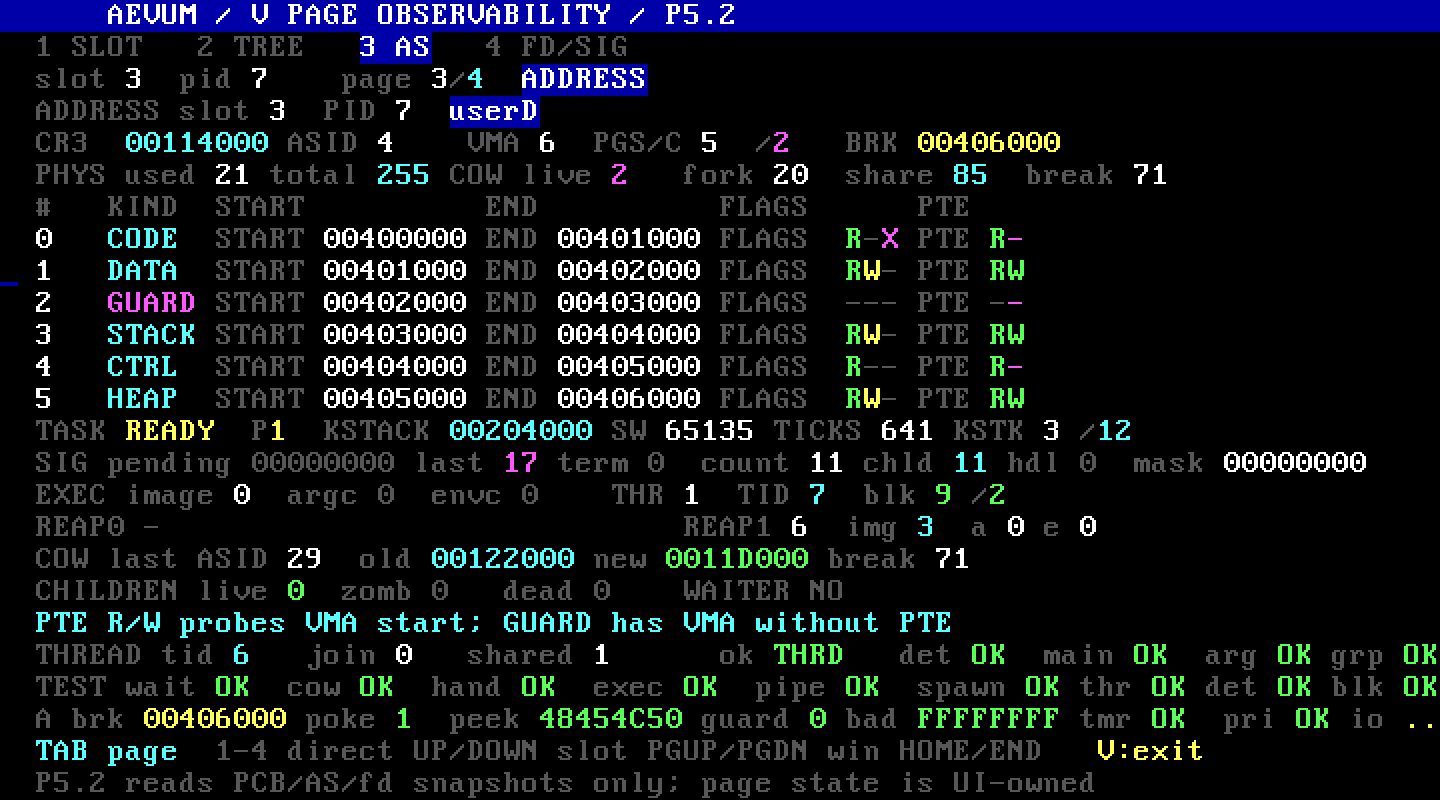 AEVUM / V PAGE OBSERVABILITY / P5.2
1 SLOT 2 TREE 3 AS 4 FD/SIG
slot 3 pid 7 page 3/4 ADDRESS
ADDRESS slot 3 PID 7 userD
CR3 00114000 ASID 4 VMA 6 PGS/C 5 /2 BRK 00406000
PHYS used 21 total 255 COW live 2 fork 20 share 85 break 71
# KIND START END FLAGS PTE
0 CODE START 00400000 END 00401000 FLAGS R-X PTE R-
1 DATA START 00401000 END 00402000 FLAGS RW- PTE RW
2 GUARD START 00402000 END 00403000 FLAGS --- PTE --
3 STACK START 00403000 END 00404000 FLAGS RW- PTE RW
4 CTRL START 00404000 END 00405000 FLAGS R-- PTE R-
5 HEAP START 00405000 END 00406000 FLAGS RW- PTE RW
TASK READY P1 KSTACK 00204000 SW 65135 TICKS 641 KSTK 3 /12
SIG pending 00000000 last 17 term 0 count 11 chld 11 hdl 0 mask 00000000
EXEC image 0 argc 0 envc 0 THR 1 TID 7 blk 9 /2
REAP0 - REAP1 6 img 3 a 0 e 0
COW last ASID 29 old 00122000 new 0011D000 break 71
CHILDREN live 0 zomb 0 dead 0 WAITER NO
PTE R/W probes VMA start; GUARD has VMA without PTE
THREAD tid 6 join 0 shared 1 ok THRD det OK main OK arg OK grp OK
TEST wait OK cow OK hand OK exec OK pipe OK spawn OK thr OK det OK blk OK
A brk 00406000 poke 1 peek 48454C50 guard 0 bad FFFFFFFF tmr OK pri OK io ..
TAB page 1-4 direct UP/DOWN slot PGUP/PGDN win HOME/END V:exit
P5.2 reads PCB/AS/fd snapshots only; page state is UI-owned